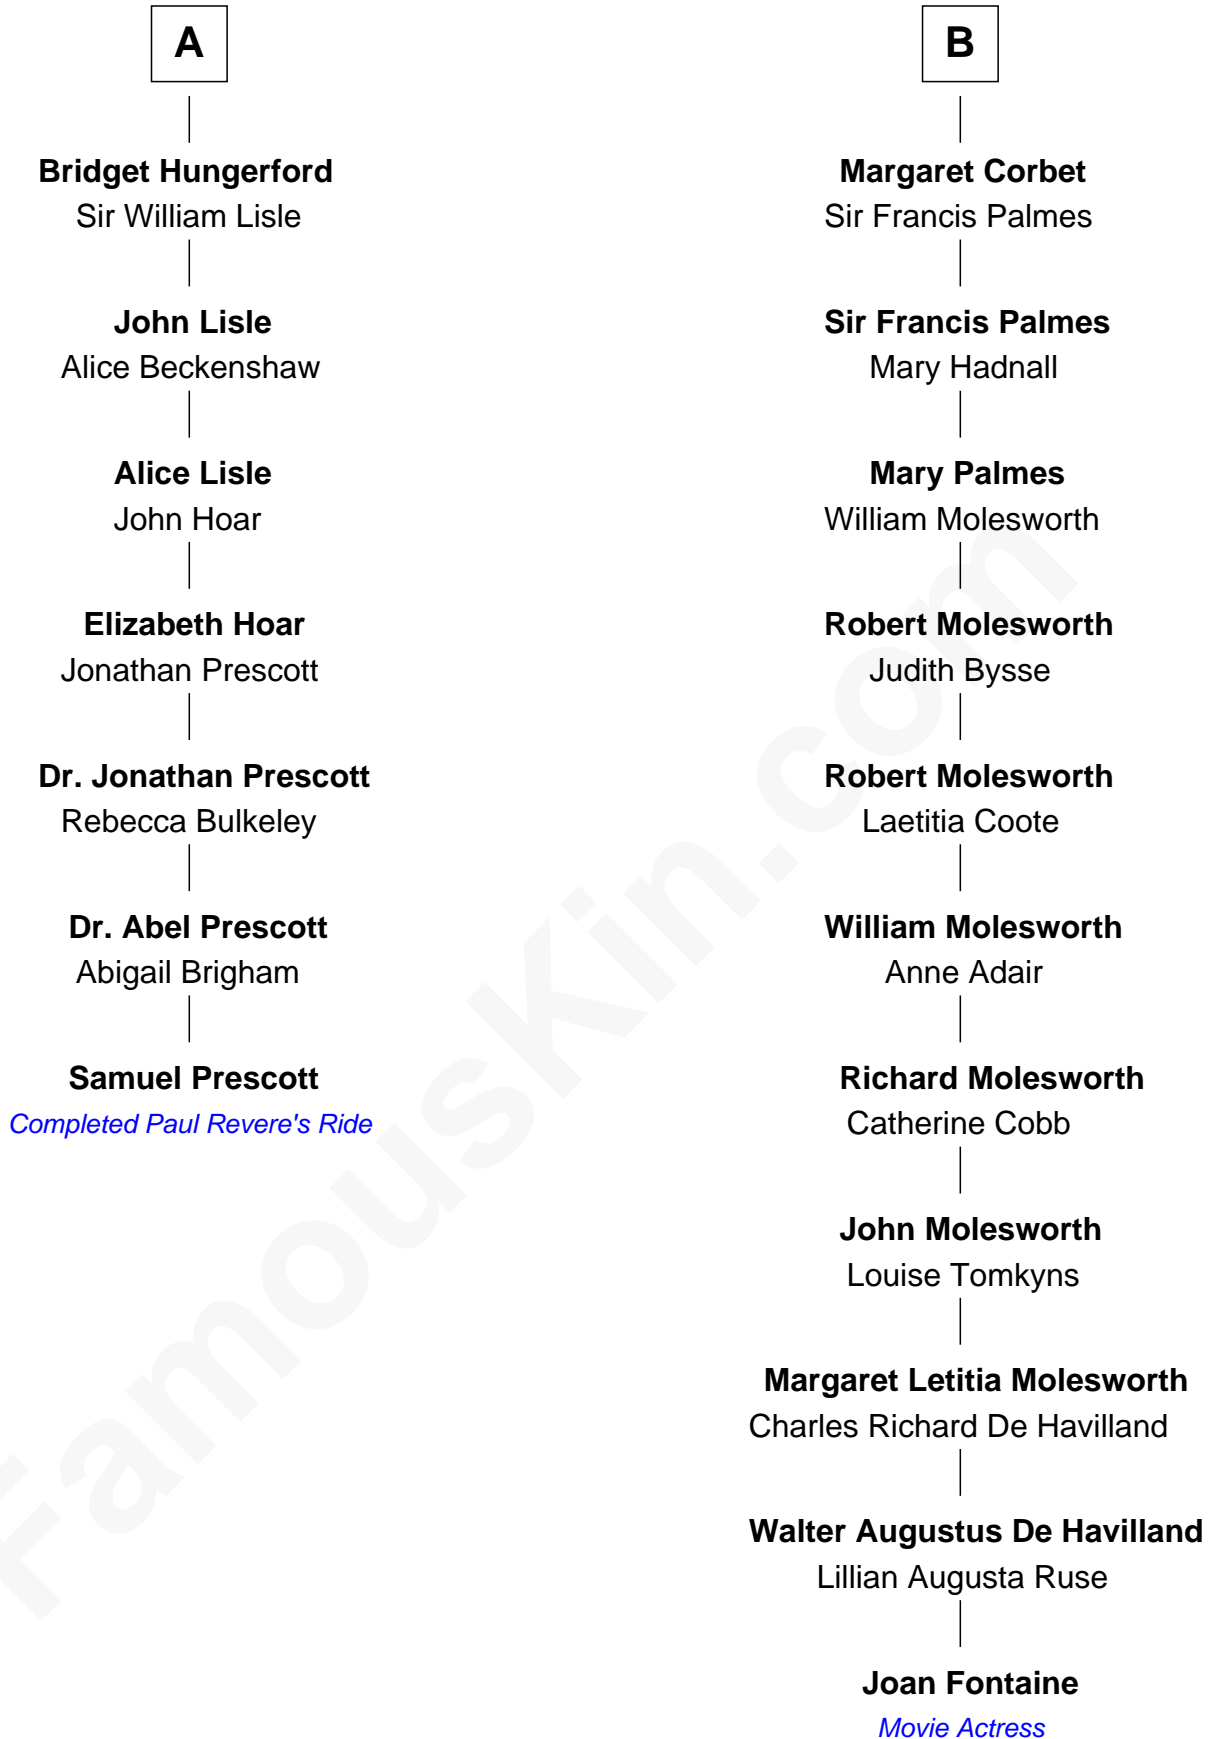 A
Bridget Hungerford
Sir William Lisle
John Lisle
Alice Beckenshaw
Alice Lisle
John Hoar
Elizabeth Hoar
Jonathan Prescott
Dr. Jonathan Prescott
Rebecca Bulkeley
Dr. Abel Prescott
Abigail Brigham
Samuel Prescott
Completed Paul Revere's Ride
B
Margaret Corbet
Sir Francis Palmes
Sir Francis Palmes
Mary Hadnall
Mary Palmes
William Molesworth
Robert Molesworth
Judith Bysse
Robert Molesworth
Laetitia Coote
William Molesworth
Anne Adair
Richard Molesworth
Catherine Cobb
John Molesworth
Louise Tomkyns
Margaret Letitia Molesworth
Charles Richard De Havilland
Walter Augustus De Havilland
Lillian Augusta Ruse
Joan Fontaine
Movie Actress
FamousKin.com